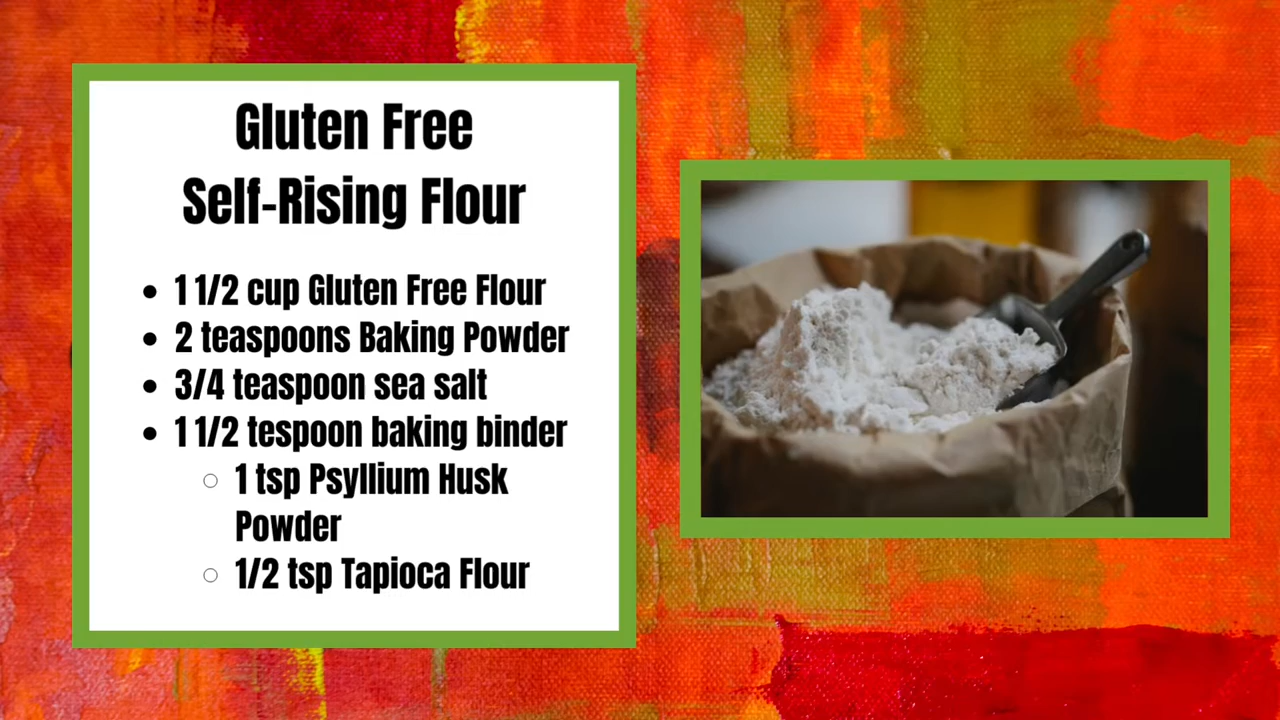 Gluten Free
Self-Rising Flour
• 1 1/2 cup Gluten Free Flour
• 2 teaspoons Baking Powder
• 3/4 teaspoon sea salt
• 1 1/2 tespoon baking binder
○ 1 tsp Psyllium Husk
Powder
○ 1/2 tsp Tapioca Flour